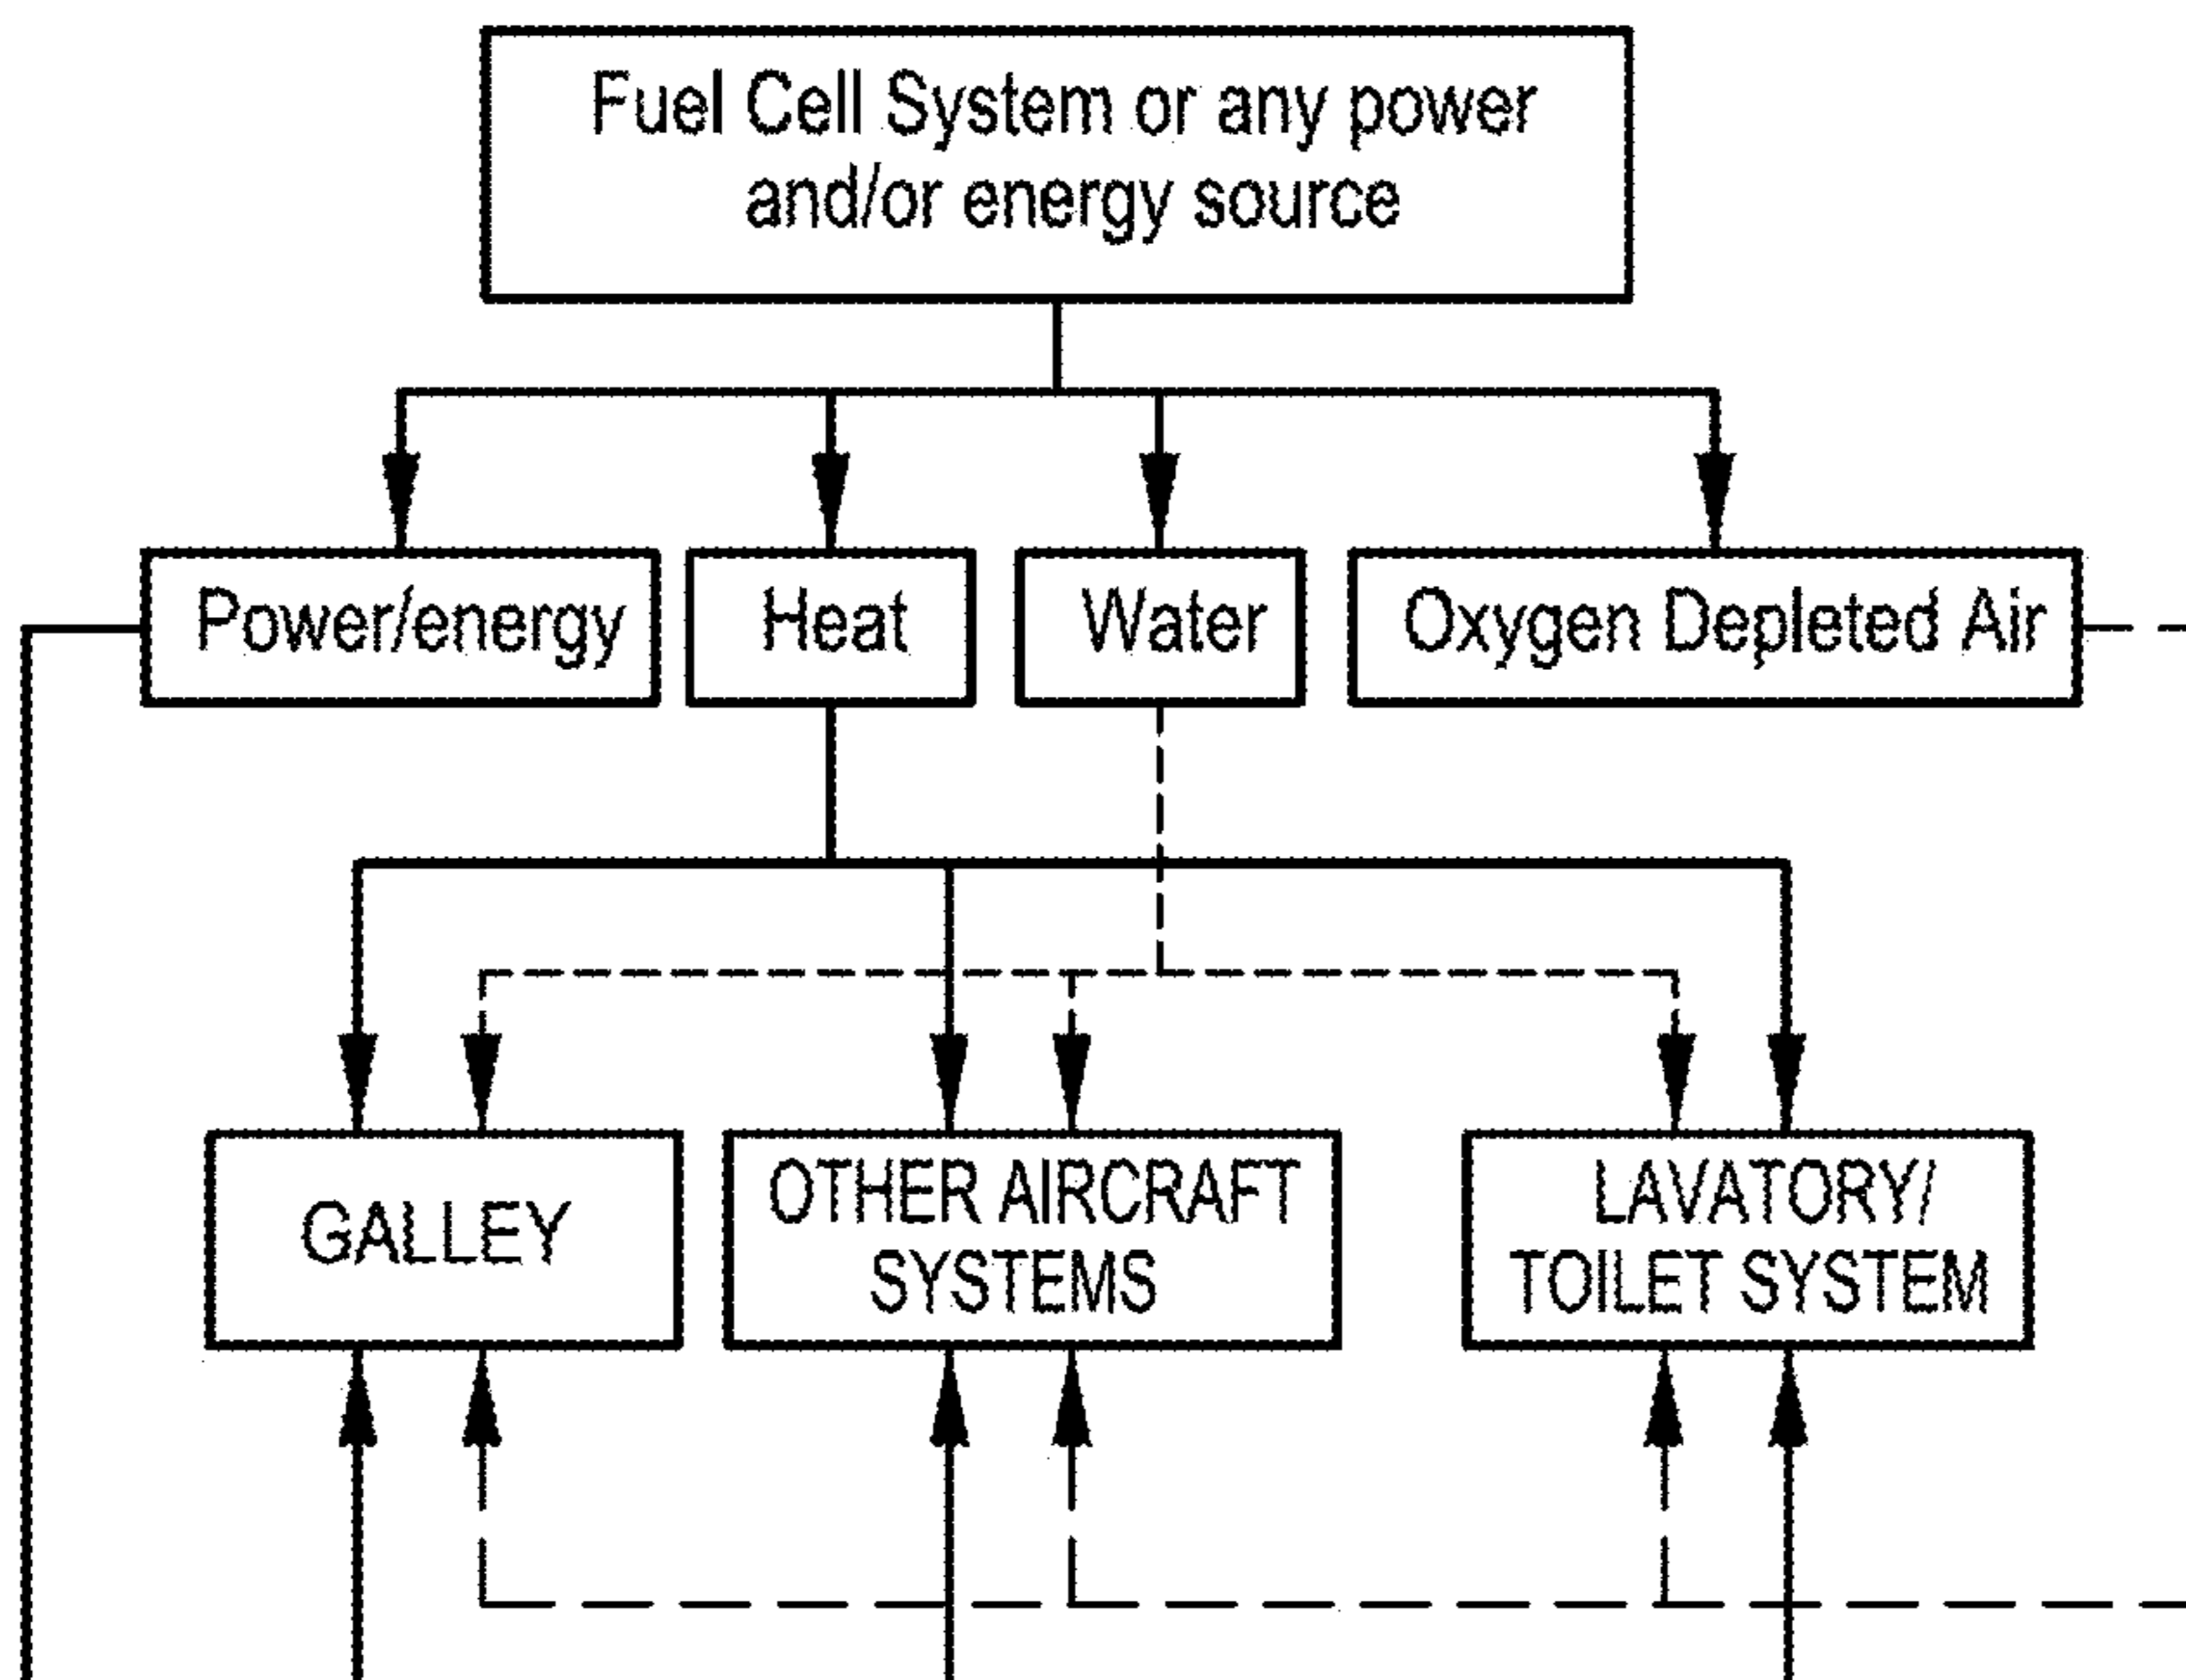 Fuel Cell System or any power
and/or energy source
Power/energy
Heat
Water
Oxygen Depleted Air
GALLEY
OTHER AIRCRAFT
SYSTEMS
LAVATORY/
TOILET SYSTEM